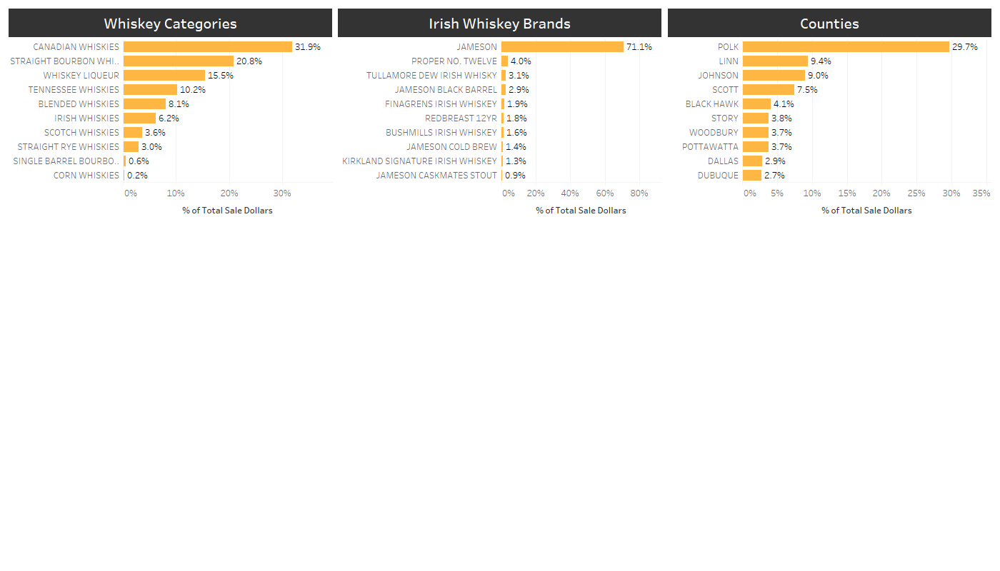 Whiskey Categories
CANADIAN WHISKIES 31.9%
STRAIGHT BOURBON WHI.. 20.8%
WHISKEY LIQUEUR 15.5%
TENNESSEE WHISKIES 10.2%
BLENDED WHISKIES 8.1%
IRISH WHISKIES 6.2%
SCOTCH WHISKIES 3.6%
STRAIGHT RYE WHISKIES 3.0%
SINGLE BARREL BOURBO.. 0.6%
CORN WHISKIES 0.2%
0% 10% 20% 30%
% of Total Sale Dollars
Irish Whiskey Brands
JAMESON 71.1%
PROPER NO. TWELVE 4.0%
TULLAMORE DEW IRISH WHISKY 3.1%
JAMESON BLACK BARREL 2.9%
FINAGRENS IRISH WHISKEY 1.9%
REDBREAST 12YR 1.8%
BUSHMILLS IRISH WHISKEY 1.6%
JAMESON COLD BREW 1.4%
KIRKLAND SIGNATURE IRISH WHISKEY 1.3%
JAMESON CASKMATES STOUT 0.9%
0% 20% 40% 60% 80%
% of Total Sale Dollars
Counties
POLK 29.7%
LINN 9.4%
JOHNSON 9.0%
SCOTT 7.5%
BLACK HAWK 4.1%
STORY 3.8%
WOODBURY 3.7%
POTTAWATTA 3.7%
DALLAS 2.9%
DUBUQUE 2.7%
0% 5% 10% 15% 20% 25% 30% 35%
% of Total Sale Dollars